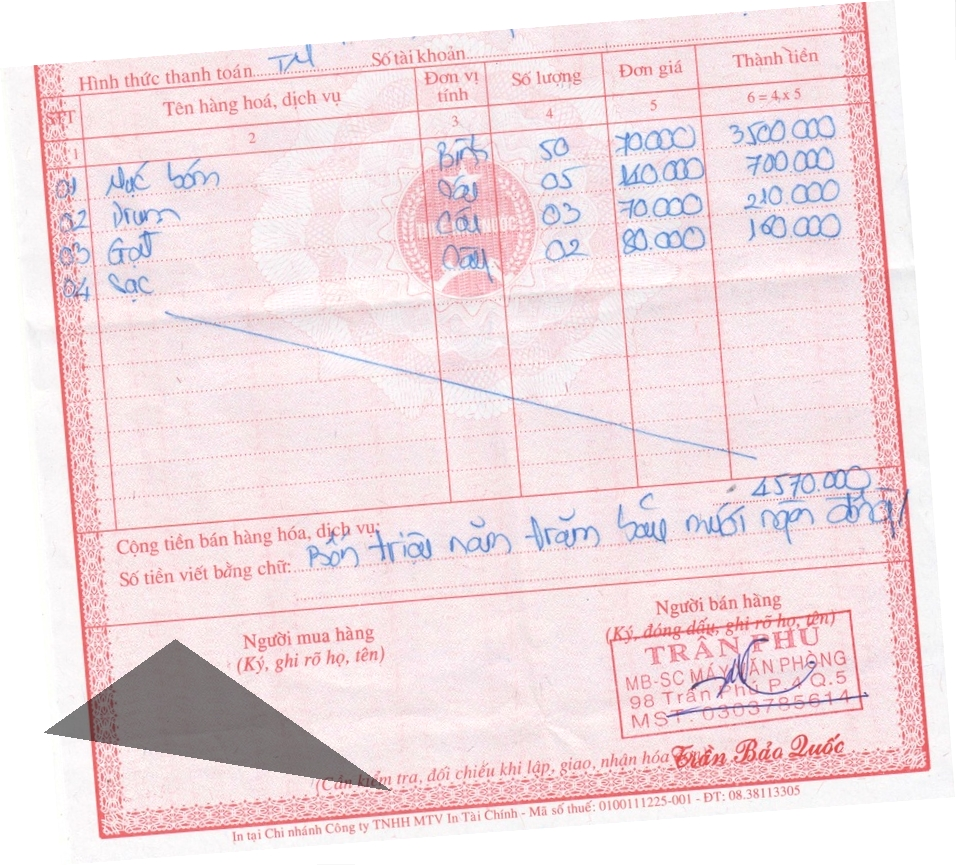 Hình thức thanh toán TM Số tài khoản
STT Tên hàng hoá, dịch vụ Đơn vị tính Số lượng Đơn giá Thành tiền
1 2 3 4 5 6 = 4 x 5
01 Mực bơm Bình 50 70.000 3500.000
02 Drum Cây 05 140.000 700.000
03 Gạt Cây 03 70.000 210.000
04 Sạc Cây 02 80.000 160.000
Cộng tiền bán hàng hóa, dịch vụ: 4570.000
Số tiền viết bằng chữ: Bốn triệu năm trăm bảy mươi ngàn đồng
Người mua hàng
(Ký, ghi rõ họ, tên)
Người bán hàng
(Ký, đóng dấu, ghi rõ họ, tên)
TRẦN PHÚ
MB-SC MÁY VĂN PHÒNG
98 Trần Phú P.4 Q.5
MST: 0303785614
Trần Bảo Quốc
(Cần kiểm tra, đối chiếu khi lập, giao, nhận hóa
In tại Chi nhánh Công ty TNHH MTV In Tài Chính - Mã số thuế: 0100111225-001 - ĐT: 08.38113305